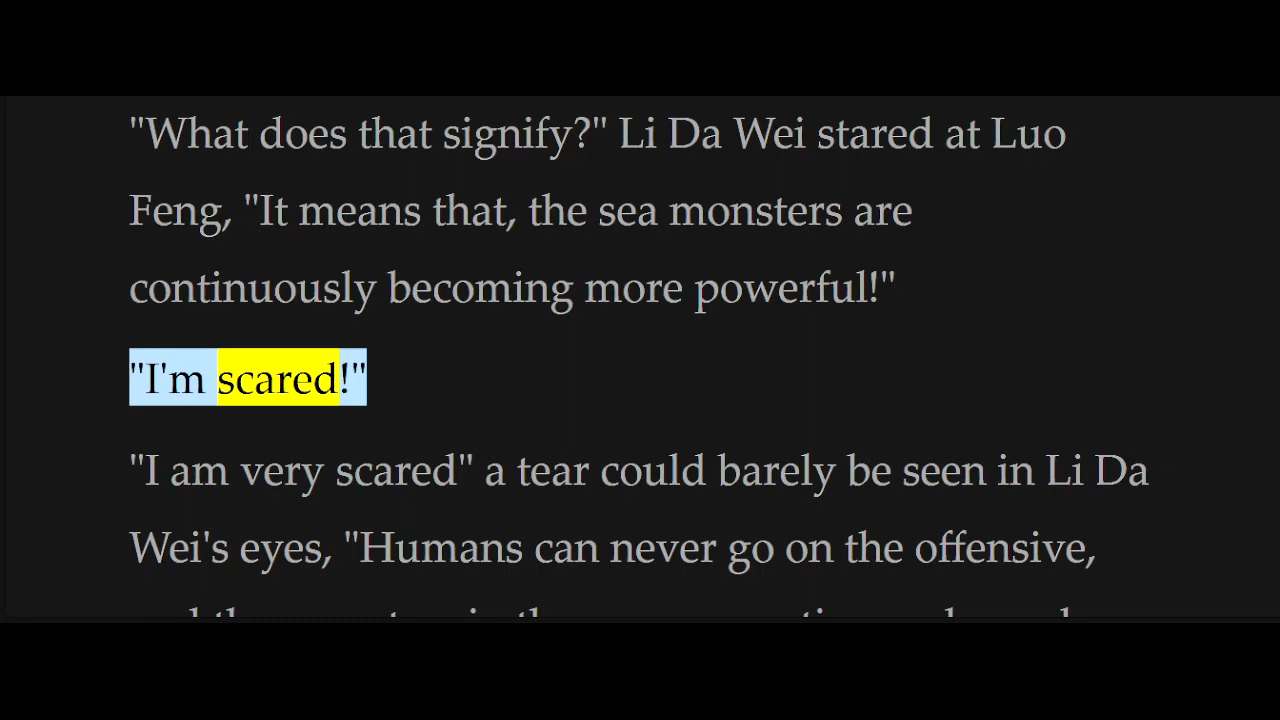 "What does that signify?" Li Da Wei stared at Luo
Feng, "It means that, the sea monsters are
continuously becoming more powerful!"
"I'm scared!"
"I am very scared" a tear could barely be seen in Li Da
Wei's eyes, "Humans can never go on the offensive,